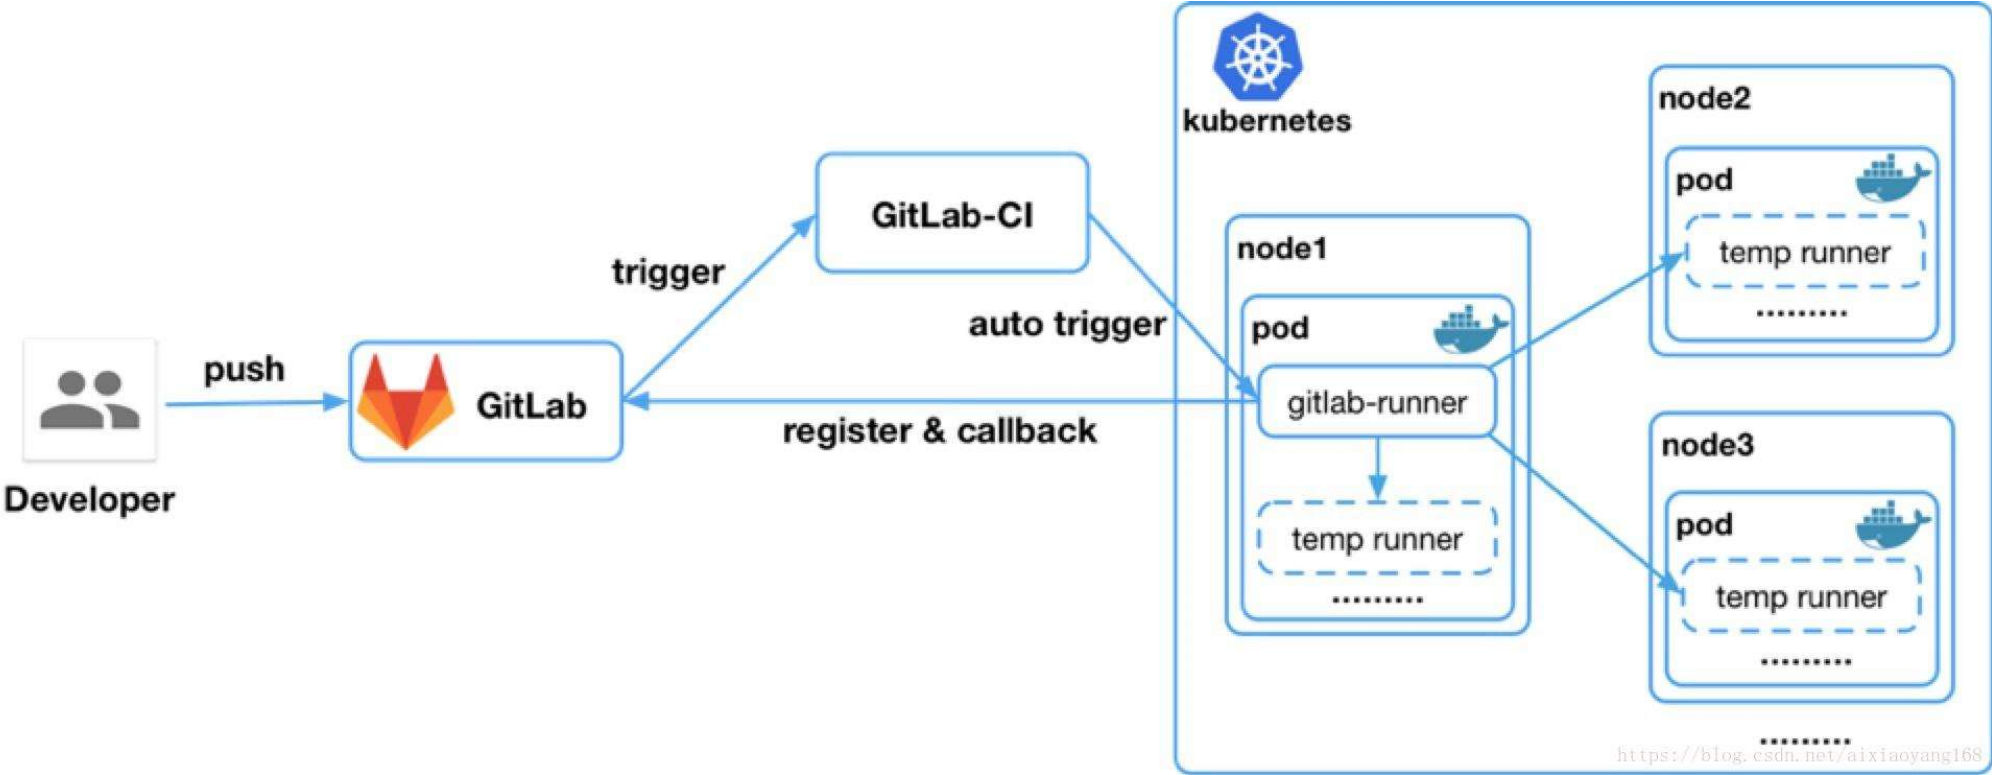 kubernetes
node2
pod
temp runner
.........
GitLab-CI
node1
trigger
auto trigger
pod
push
GitLab
gitlab-runner
register & callback
Developer
temp runner
.........
node3
pod
temp runner
.........
.........
https://blog.csdn.net/aixiaoyang168